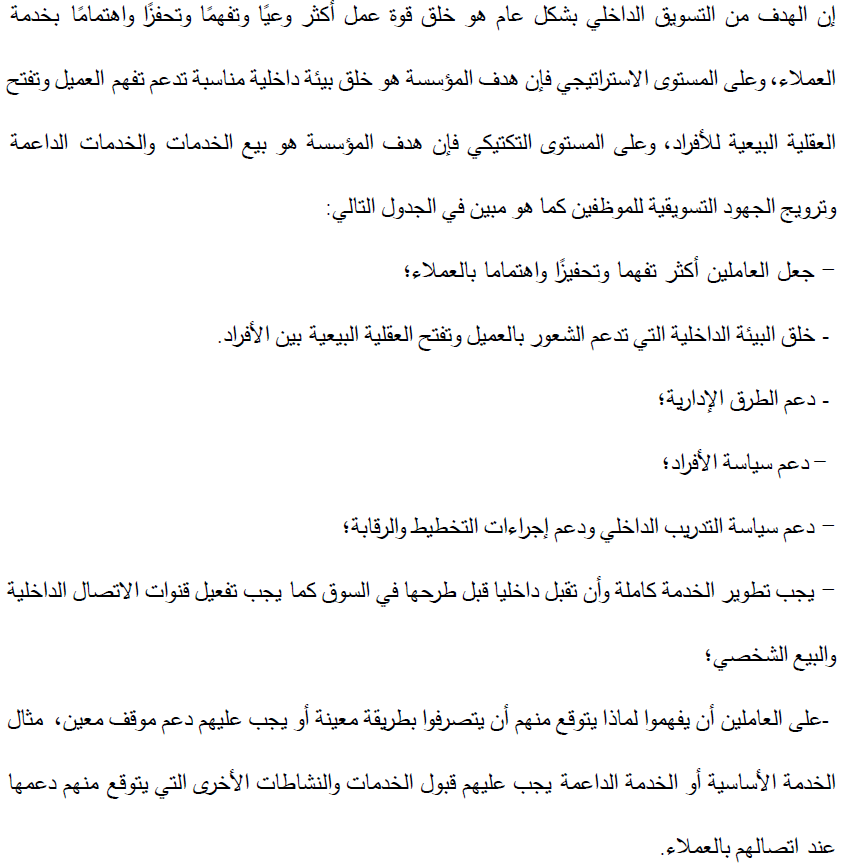 إن الهدف من التسويق الداخلي بشكل عام هو خلق قوة عمل أكثر وعيًا وتفهمًا وتحفزًا واهتمامًا بخدمة
العملاء، وعلى المستوى الاستراتيجي فإن هدف المؤسسة هو خلق بيئة داخلية مناسبة تدعم تفهم العميل وتفتح
العقلية البيعية للأفراد، وعلى المستوى التكتيكي فإن هدف المؤسسة هو بيع الخدمات والخدمات الداعمة
وترويج الجهود التسويقية للموظفين كما هو مبين في الجدول التالي:
– جعل العاملين أكثر تفهما وتحفيزًا واهتماما بالعملاء؛
- خلق البيئة الداخلية التي تدعم الشعور بالعميل وتفتح العقلية البيعية بين الأفراد.
- دعم الطرق الإدارية؛
– دعم سياسة الأفراد؛
– دعم سياسة التدريب الداخلي ودعم إجراءات التخطيط والرقابة؛
– يجب تطوير الخدمة كاملة وأن تقبل داخليا قبل طرحها في السوق كما يجب تفعيل قنوات الاتصال الداخلية
والبيع الشخصي؛
-على العاملين أن يفهموا لماذا يتوقع منهم أن يتصرفوا بطريقة معينة أو يجب عليهم دعم موقف معين، مثال
الخدمة الأساسية أو الخدمة الداعمة يجب عليهم قبول الخدمات والنشاطات الأخرى التي يتوقع منهم دعمها
عند اتصالهم بالعملاء.